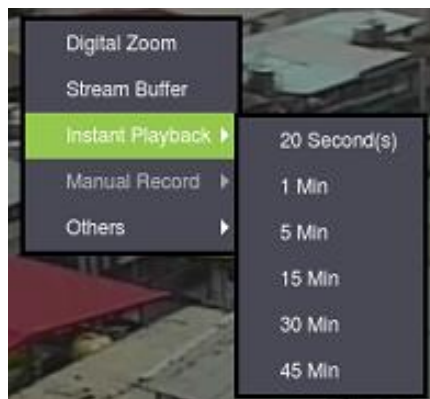 Digital Zoom
Stream Buffer
Instant Playback
Manual Record
Others
20 Second(s)
1 Min
5 Min
15 Min
30 Min
45 Min